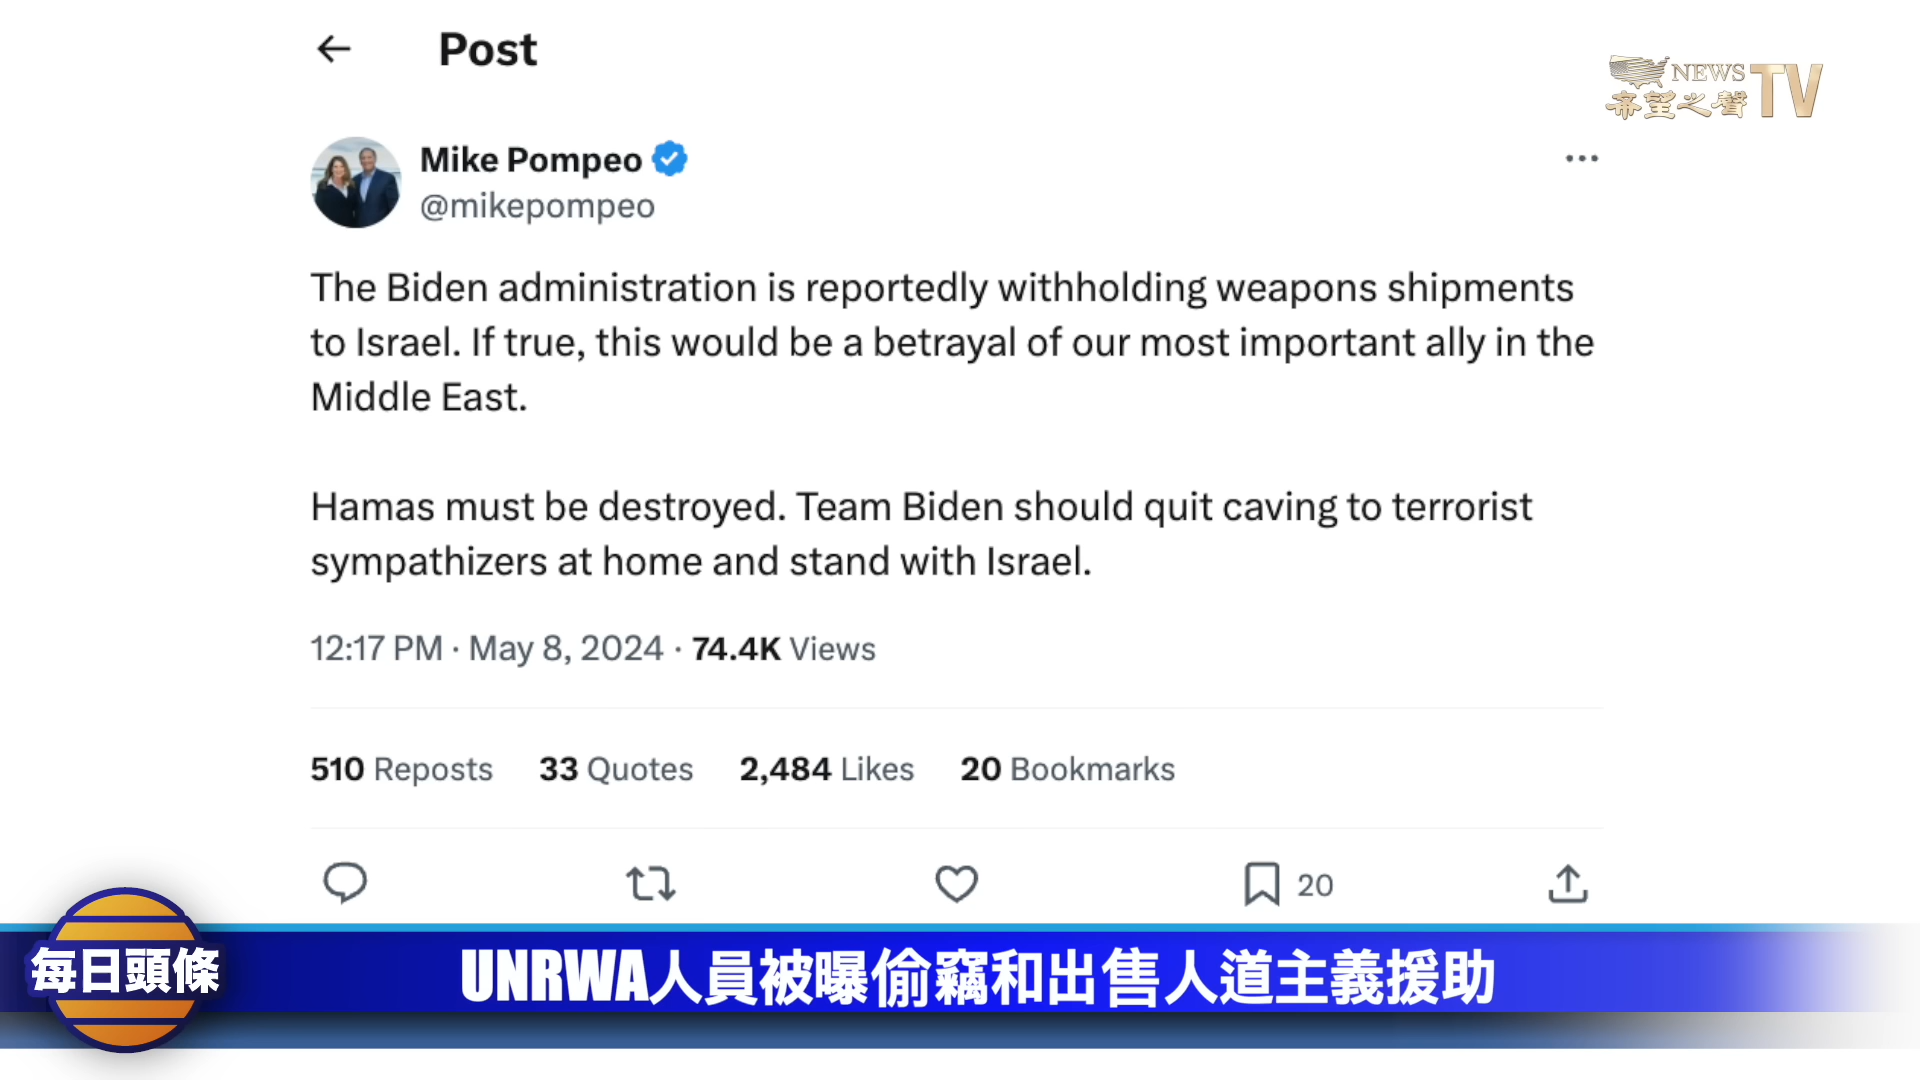 Post
NEWS
希望之聲TV
Mike Pompeo
@mikepompeo
The Biden administration is reportedly withholding weapons shipments
to Israel. If true, this would be a betrayal of our most important ally in the
Middle East.
Hamas must be destroyed. Team Biden should quit caving to terrorist
sympathizers at home and stand with Israel.
12:17 PM · May 8, 2024 · 74.4K Views
510 Reposts 33 Quotes 2,484 Likes 20 Bookmarks
20
每日頭條
UNRWA人員被曝偷竊和出售人道主義援助